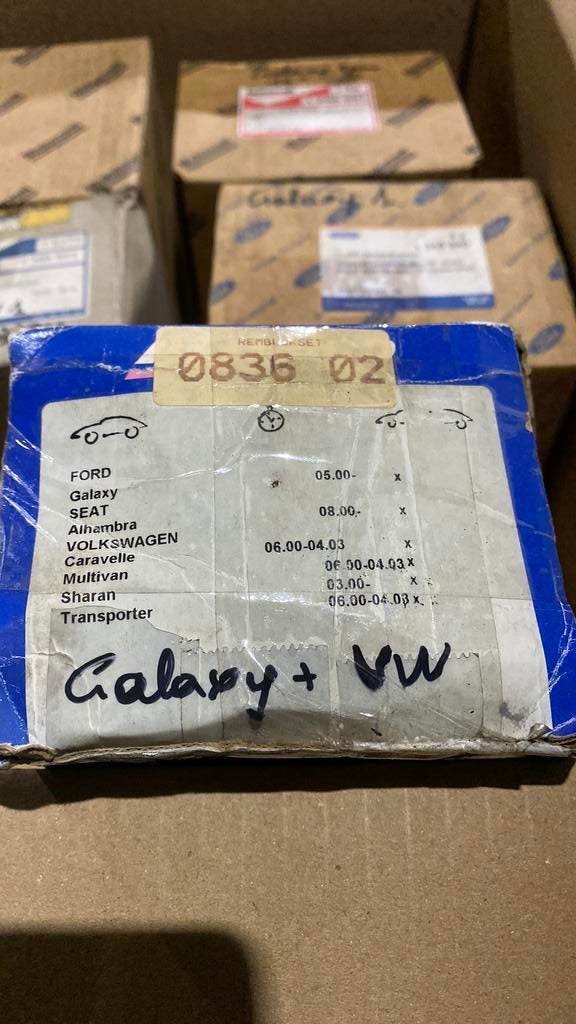 Galaxy
REMBLOKSET
0836 02
FORD 05.00- x
Galaxy
SEAT 08.00- x
Alhambra
VOLKSWAGEN
Caravelle 06.00-04.03 x
Multivan 06.00-04.03 x
Sharan 03.00- x
Transporter 06.00-04.03 x
Galaxy + VW